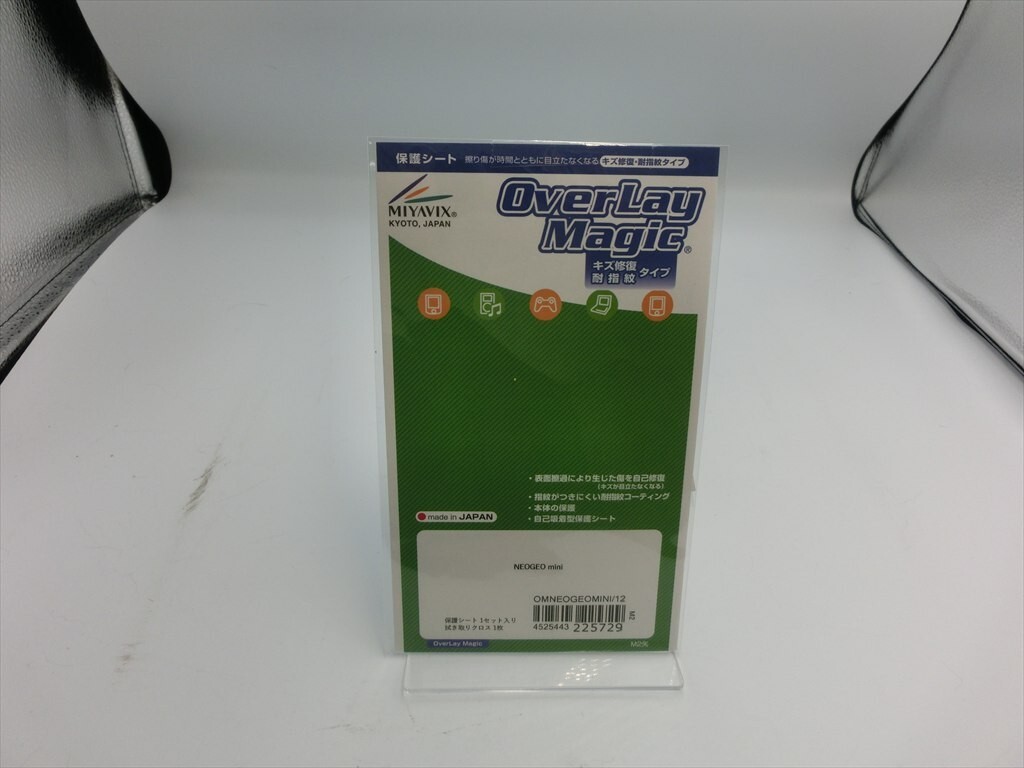 保護シート 擦り傷が時間とともに目立たなくなる キズ修復・耐指紋タイプ
MIYAVIX®
KYOTO, JAPAN
OverLay
Magic®
キズ修復
耐指紋 タイプ
・表面擦過により生じた傷を自己修復
(キズが目立たなくなる)
・指紋がつきにくい耐指紋コーティング
・本体の保護
・自己吸着型保護シート
made in JAPAN
NEOGEO mini
OMNEOGEOMINI/12
保護シート 1セット入り
拭き取りクロス 1枚
M2
4525443 225729
OverLay Magic